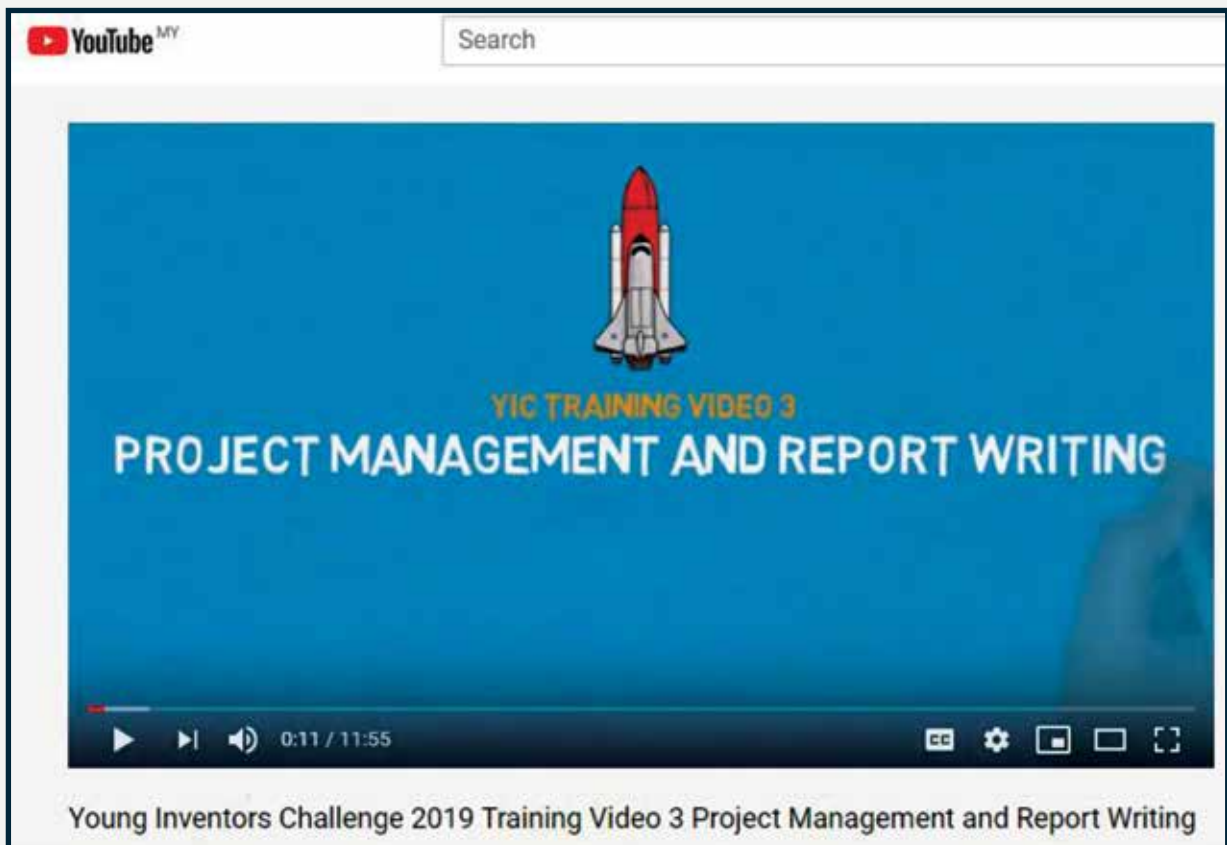 YouTube MY
Search
YIC TRAINING VIDEO 3
PROJECT MANAGEMENT AND REPORT WRITING
0:11 / 11:55
CC
Young Inventors Challenge 2019 Training Video 3 Project Management and Report Writing